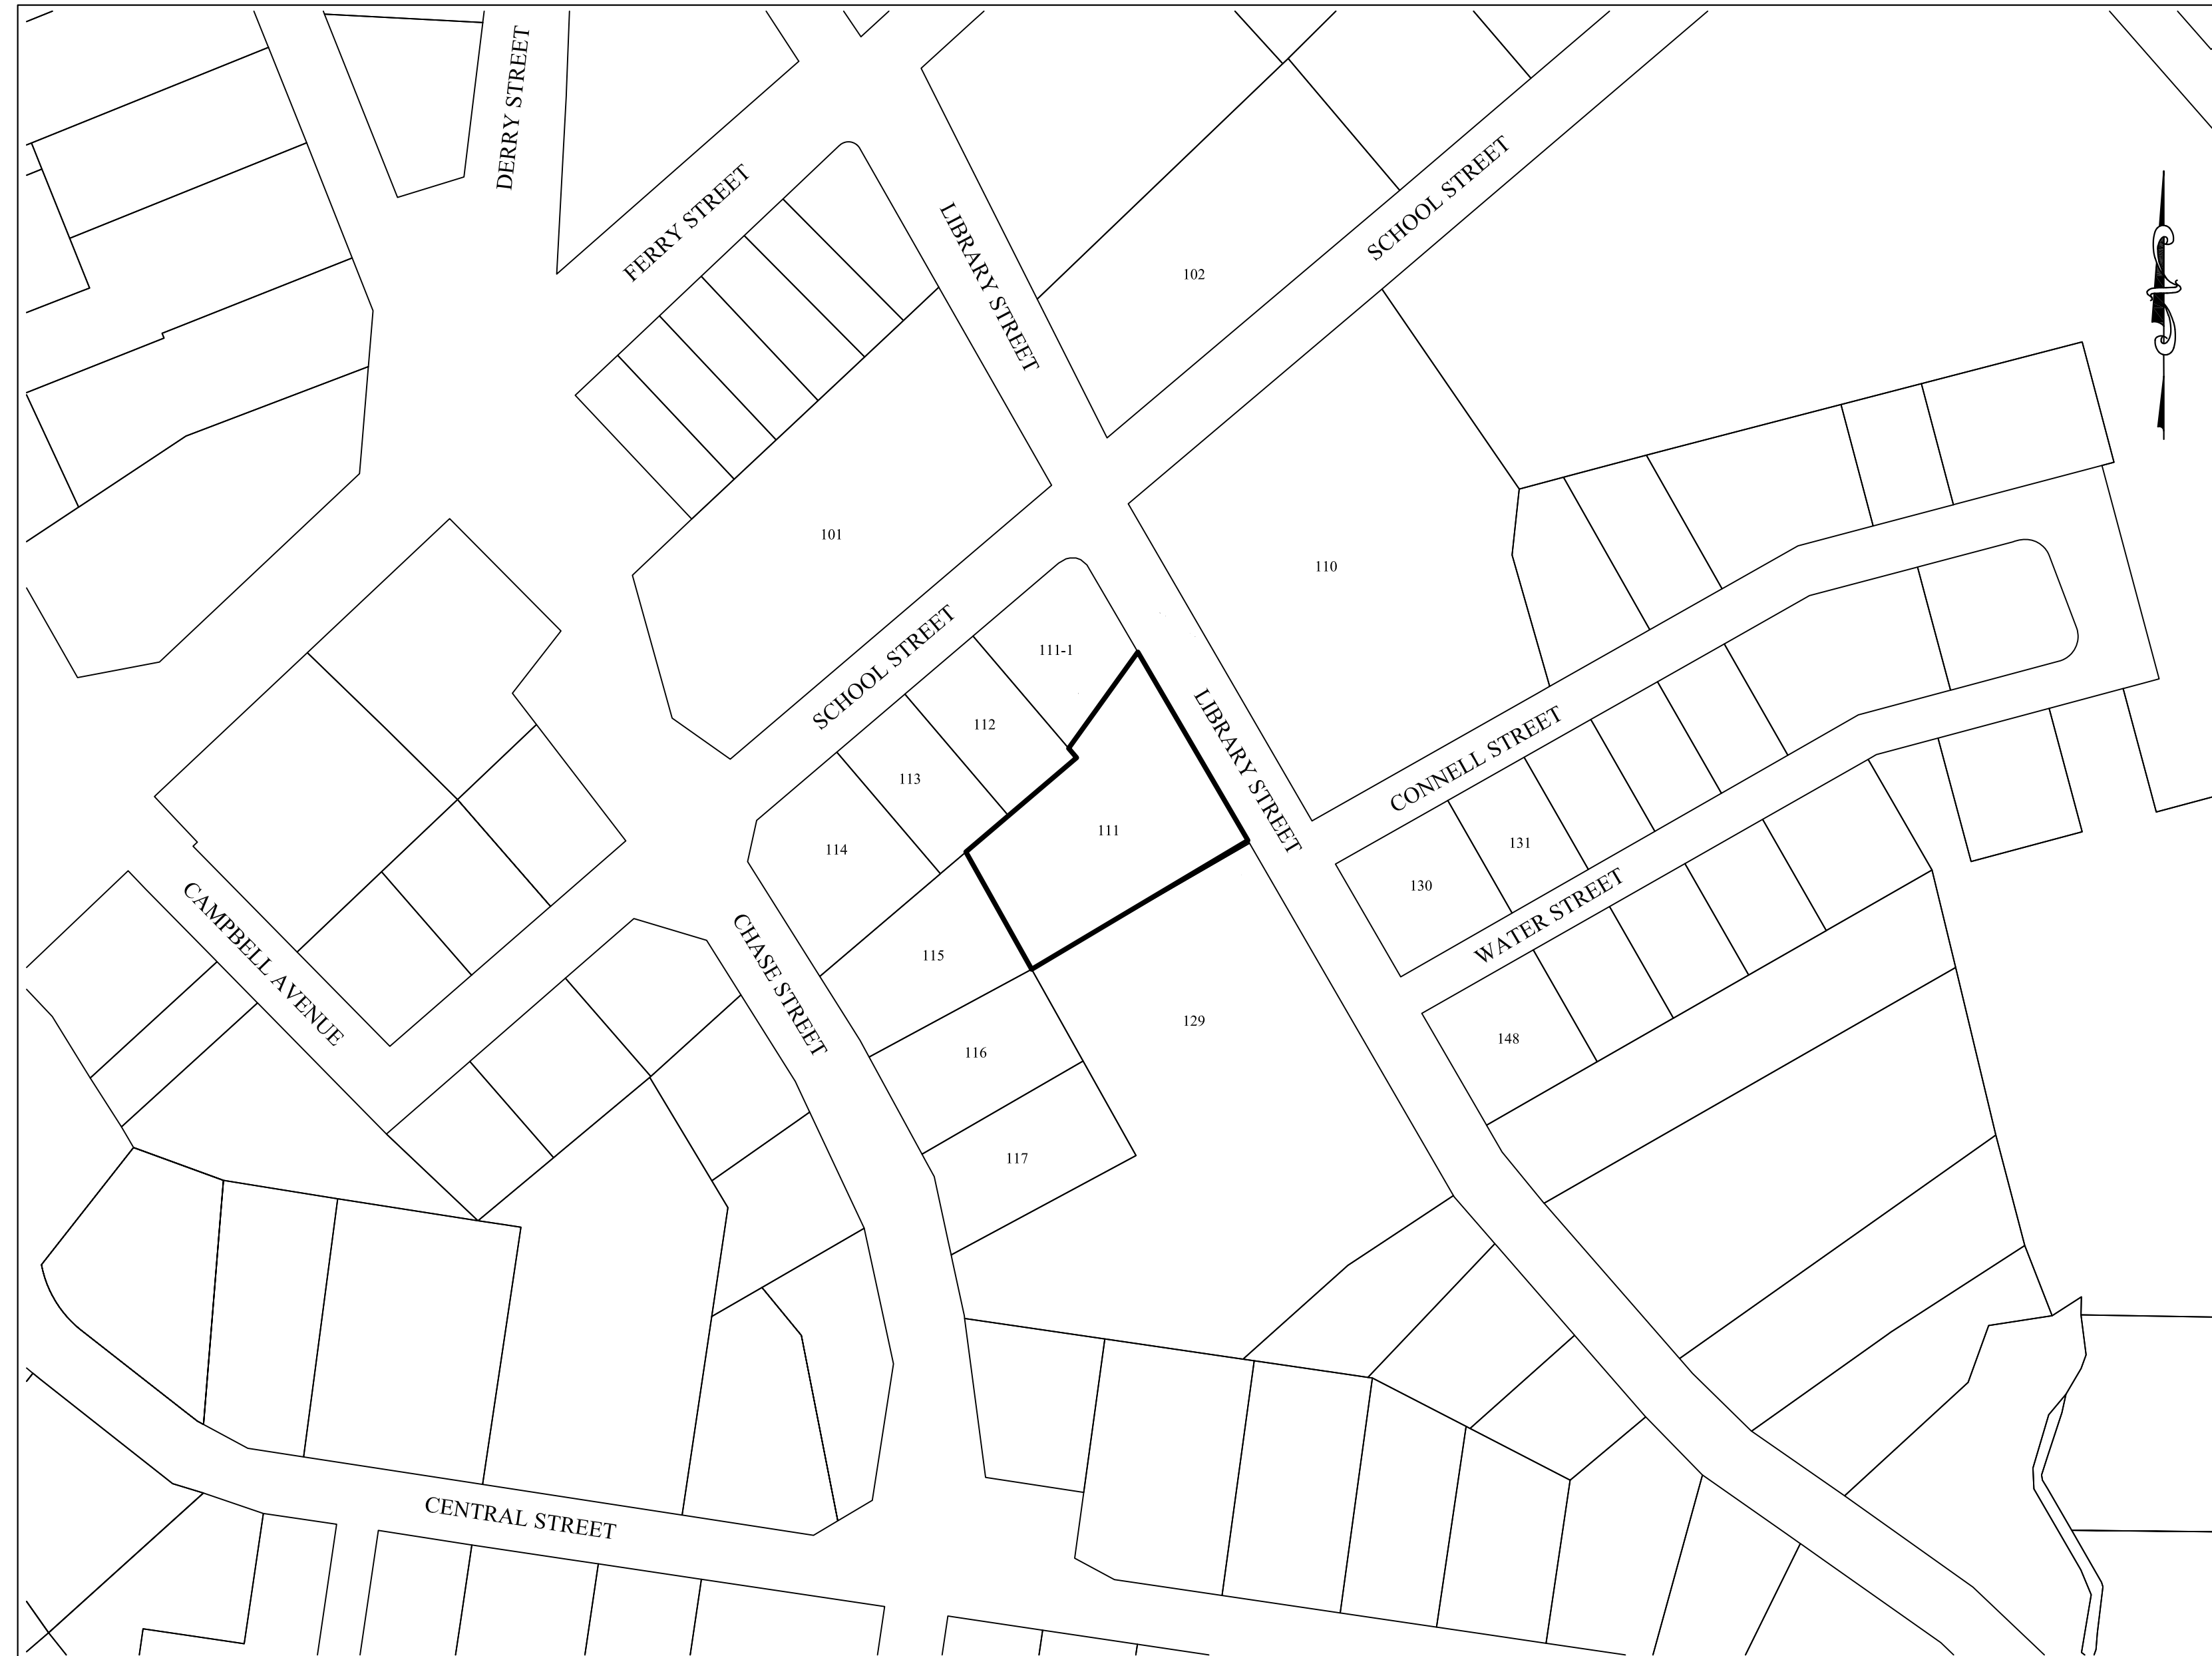 DERRY STREET
FERRY STREET
LIBRARY STREET
SCHOOL STREET
102
101
110
SCHOOL STREET
111-1
112
113
114
111
LIBRARY STREET
CONNELL STREET
131
130
WATER STREET
CAMPBELL AVENUE
CHASE STREET
115
129
148
116
117
CENTRAL STREET